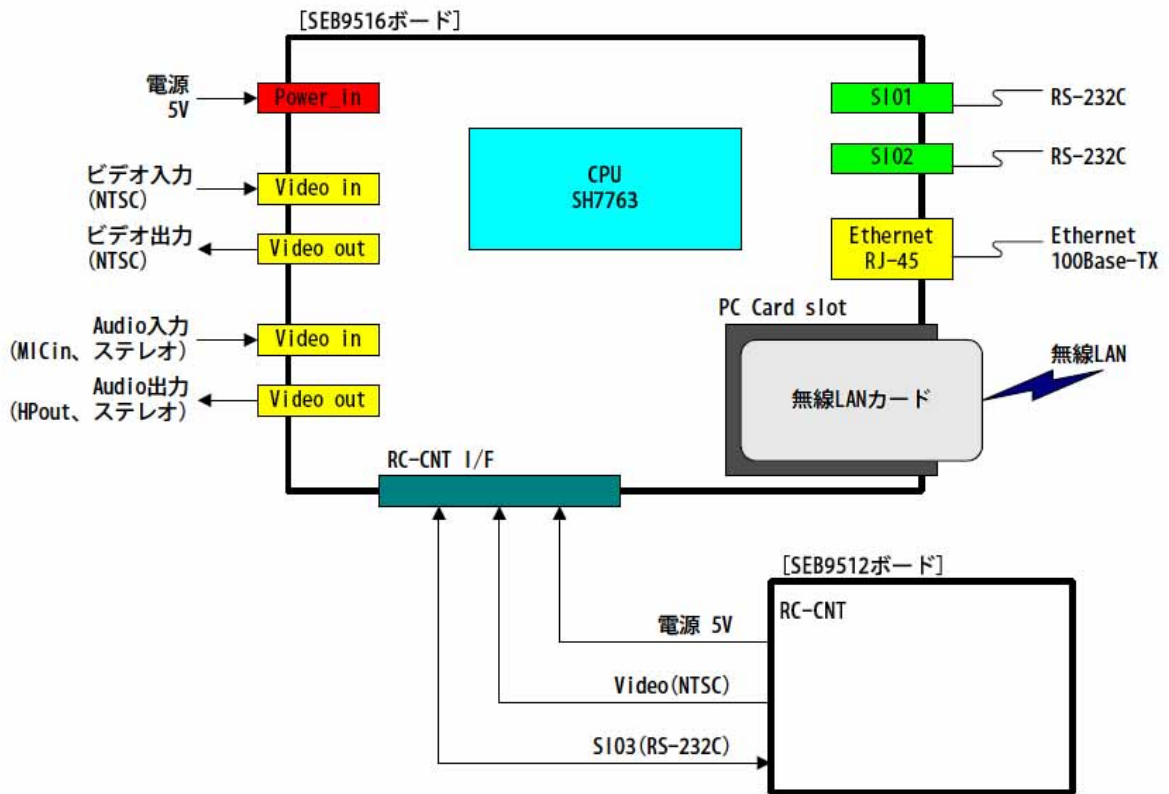 [SEB9516ボード]
電源
5V
Power_in
ビデオ入力
(NTSC)
Video in
ビデオ出力
(NTSC)
Video out
Audio入力
(MICin、ステレオ)
Video in
Audio出力
(HPout、ステレオ)
Video out
CPU
SH7763
SIO1
RS-232C
SIO2
RS-232C
Ethernet
RJ-45
Ethernet
100Base-TX
PC Card slot
無線LANカード
無線LAN
RC-CNT I/F
[SEB9512ボード]
RC-CNT
電源 5V
Video(NTSC)
SIO3(RS-232C)